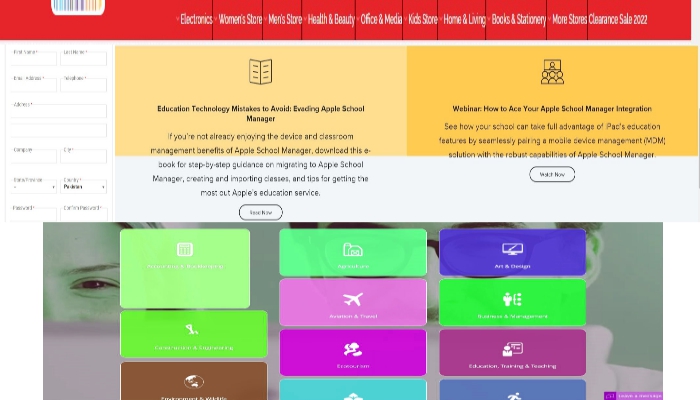 Electronics Women's Store Men's Store Health & Beauty Office & Media Kids Store Home & Living Books & Stationery More Stores Clearance Sale 2022
First Name * Last Name *
Email Address * Telephone *
Address *
Company City *
State/Province Country *
- Pakistan
Password * Confirm Password *
Education Technology Mistakes to Avoid: Evading Apple School
Manager
If you're not already enjoying the device and classroom
management benefits of Apple School Manager, download this e-
book for step-by-step guidance on migrating to Apple School
Manager, creating and importing classes, and tips for getting the
most out Apple's education service.
Read Now
Webinar: How to Ace Your Apple School Manager Integration
See how your school can take full advantage of iPad's education
features by seamlessly pairing a mobile device management (MDM)
solution with the robust capabilities of Apple School Manager.
Watch Now
Agriculture
Art & Design
Aviation & Travel
Business & Management
Construction & Engineering
Ecotourism
Education, Training & Teaching
Environment & Wildlife
Leave a message